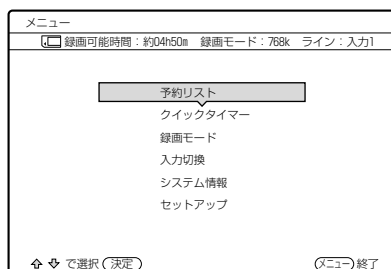 メニュー
録画可能時間：約04h50m 録画モード：768k ライン：入力1
予約リスト
クイックタイマー
録画モード
入力切換
システム情報
セットアップ
で選択 決定 メニュー 終了